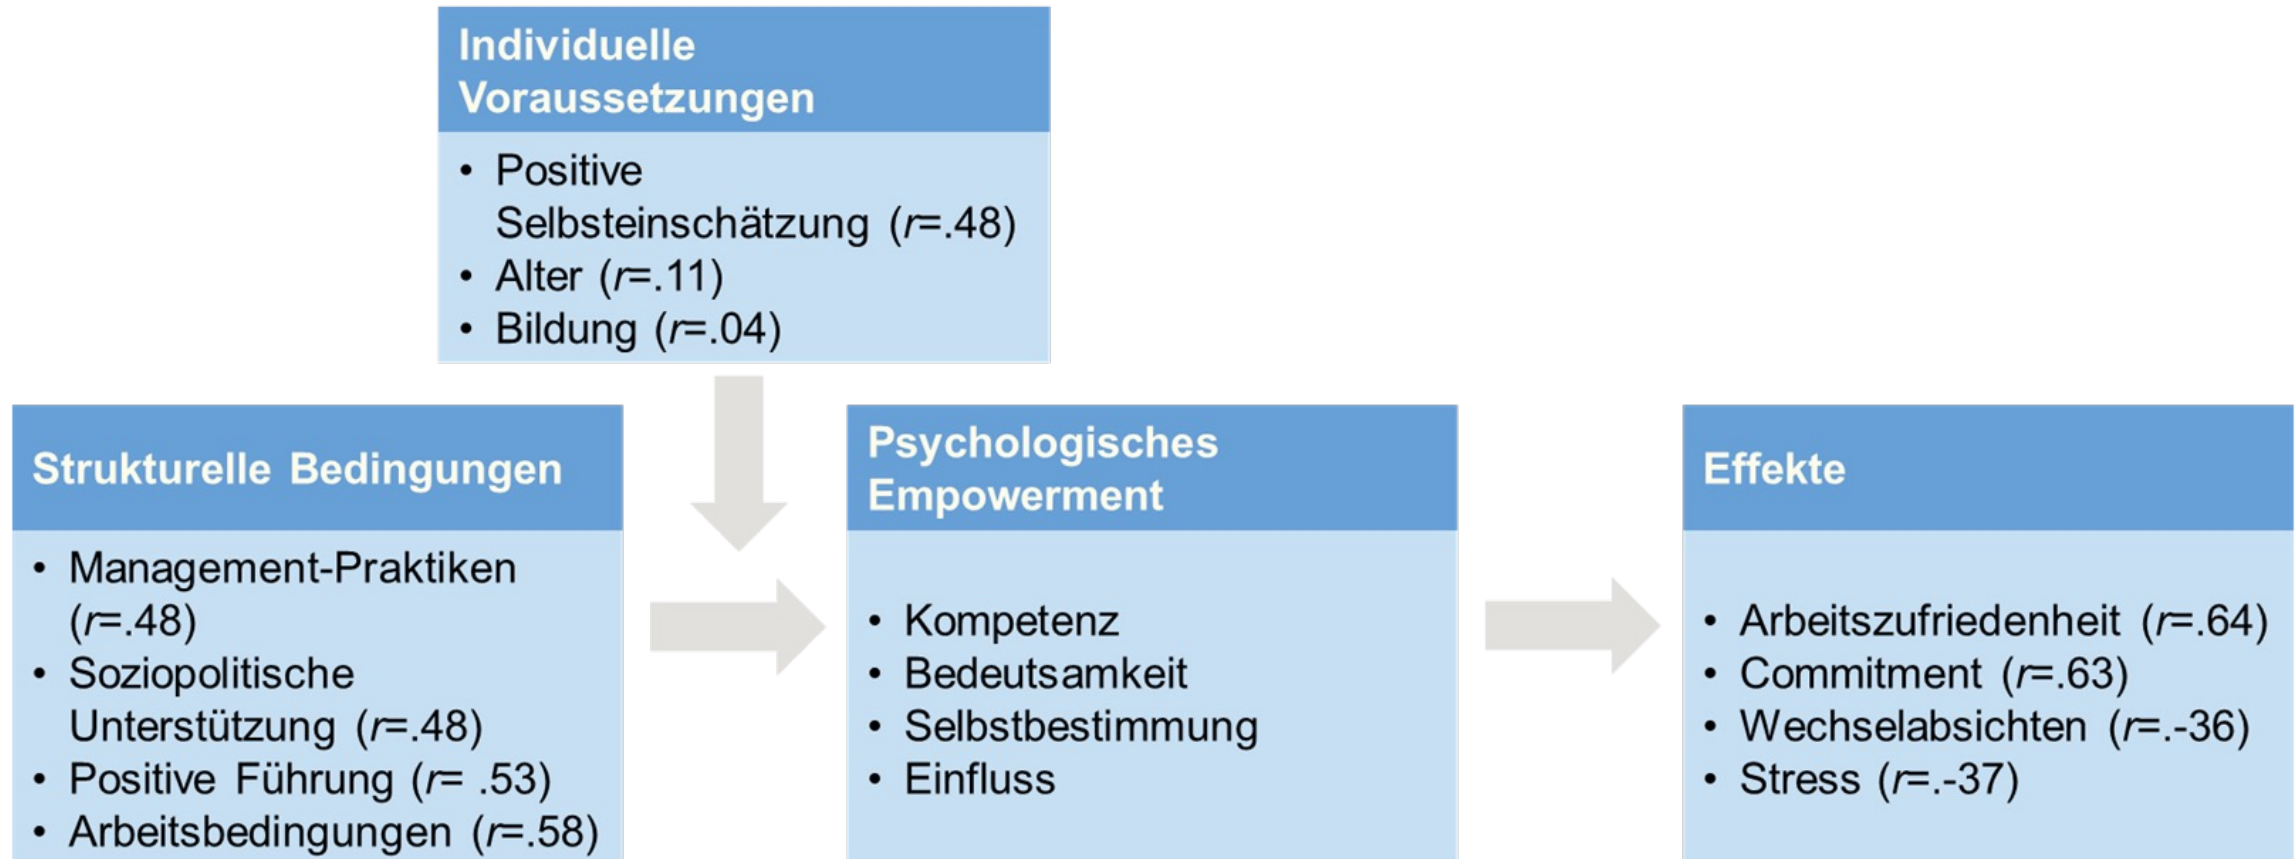 Individuelle
Voraussetzungen
• Positive
Selbsteinschätzung (r=.48)
• Alter (r=.11)
• Bildung (r=.04)
Strukturelle Bedingungen
• Management-Praktiken
(r=.48)
• Soziopolitische
Unterstützung (r=.48)
• Positive Führung (r= .53)
• Arbeitsbedingungen (r=.58)
Psychologisches
Empowerment
• Kompetenz
• Bedeutsamkeit
• Selbstbestimmung
• Einfluss
Effekte
• Arbeitszufriedenheit (r=.64)
• Commitment (r=.63)
• Wechselabsichten (r=.-36)
• Stress (r=.-37)